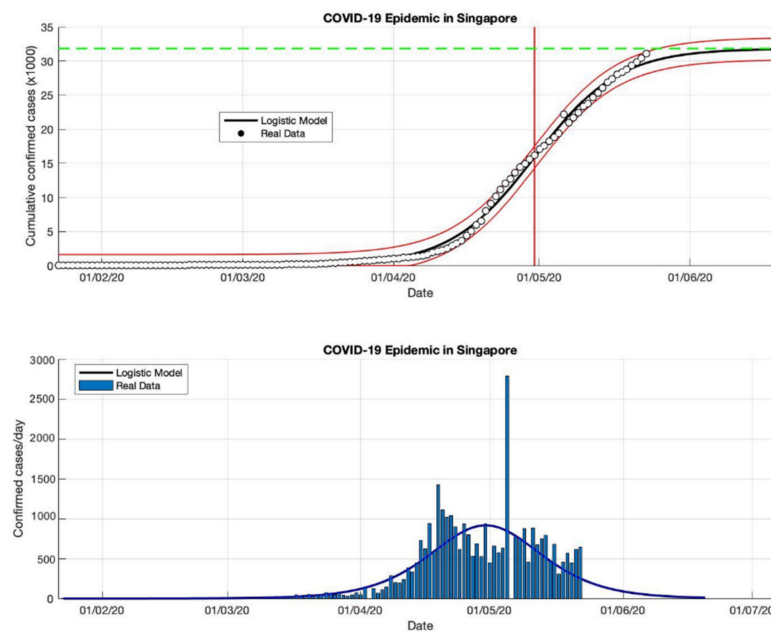 COVID-19 Epidemic in Singapore
35
30
25
20
15
10
5
0
Cumulative confirmed cases (x1000)
Logistic Model
Real Data
01/02/20 01/03/20 01/04/20 01/05/20 01/06/20
Date
COVID-19 Epidemic in Singapore
3000
2500
2000
1500
1000
500
0
Confirmed cases/day
Logistic Model
Real Data
01/02/20 01/03/20 01/04/20 01/05/20 01/06/20 01/07/20
Date